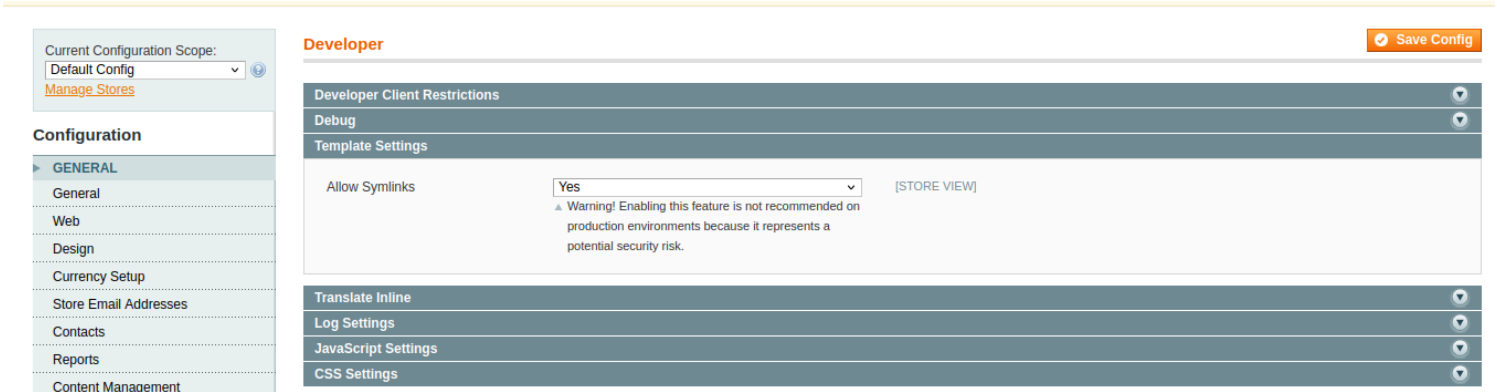 Current Configuration Scope:
Default Config
Manage Stores
Configuration
GENERAL
General
Web
Design
Currency Setup
Store Email Addresses
Contacts
Reports
Content Management
Developer
Save Config
Developer Client Restrictions
Debug
Template Settings
Allow Symlinks
Yes
[STORE VIEW]
Warning! Enabling this feature is not recommended on
production environments because it represents a
potential security risk.
Translate Inline
Log Settings
JavaScript Settings
CSS Settings